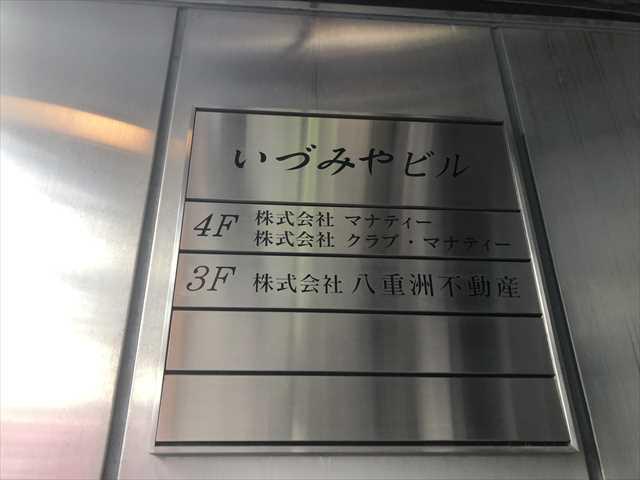 いづみやビル
4F 株式会社 マナティー
株式会社 クラブ・マナティー
3F 株式会社 八重洲不動産